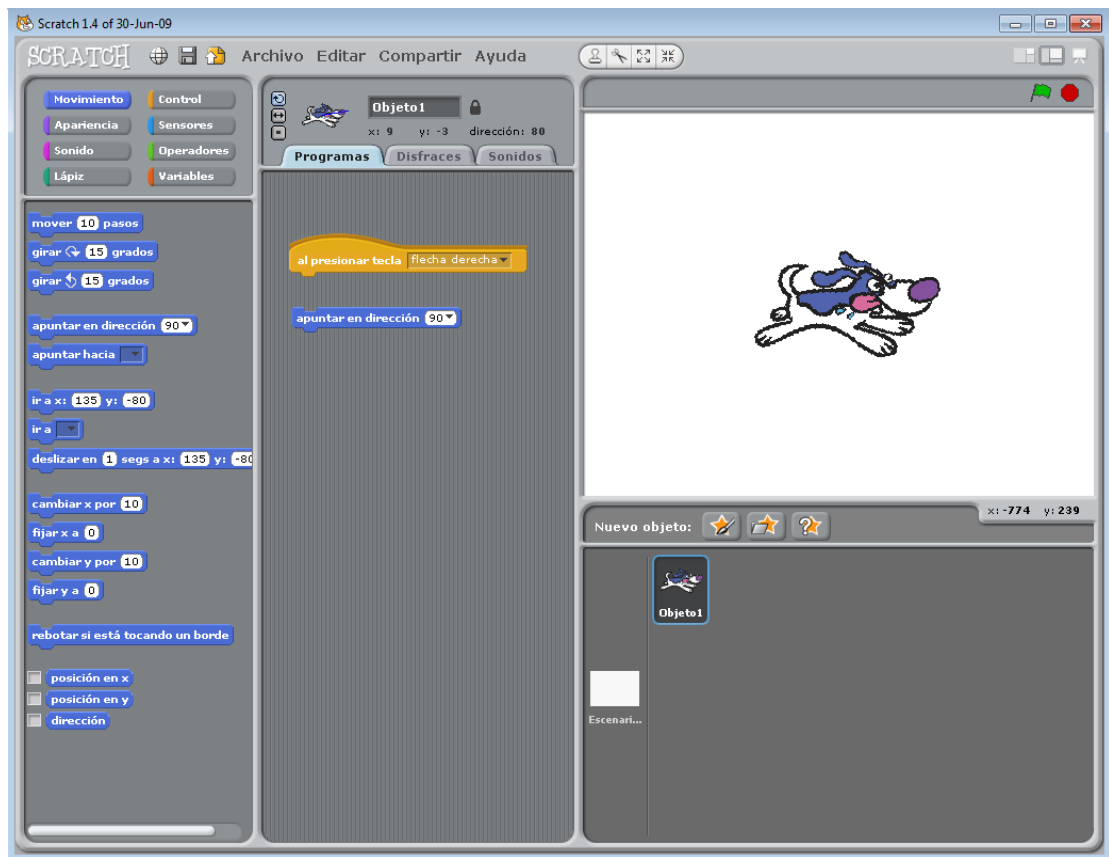 Scratch 1.4 of 30-Jun-09
SCRATCH Archivo Editar Compartir Ayuda
Movimiento Control
Apariencia Sensores
Sonido Operadores
Lápiz Variables
mover 10 pasos
girar 15 grados
girar 15 grados
apuntar en dirección 90
apuntar hacia
ir a x: 135 y: -80
ir a
deslizar en 1 segs a x: 135 y: -80
cambiar x por 10
fijar x a 0
cambiar y por 10
fijar y a 0
rebotar si está tocando un borde
posición en x
posición en y
dirección
Objeto1
x: 9 y: -3 dirección: 80
Programas Disfraces Sonidos
al presionar tecla flecha derecha
apuntar en dirección 90
x: -774 y: 239
Nuevo objeto:
Objeto1
Escenari...